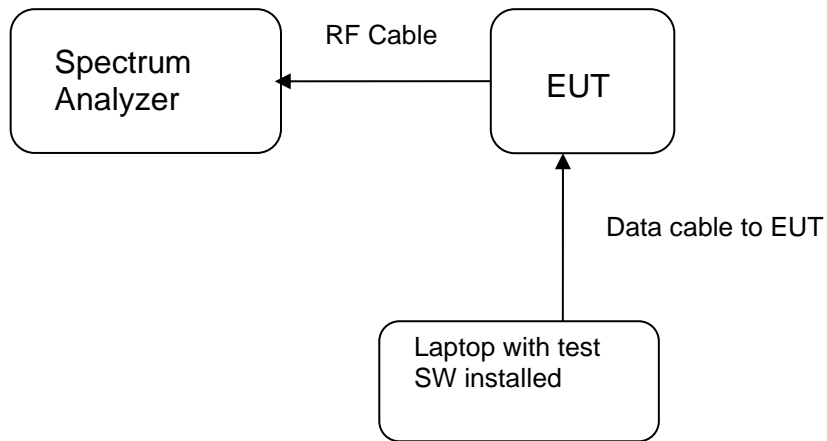 RF Cable
Spectrum
Analyzer
EUT
Data cable to EUT
Laptop with test
SW installed